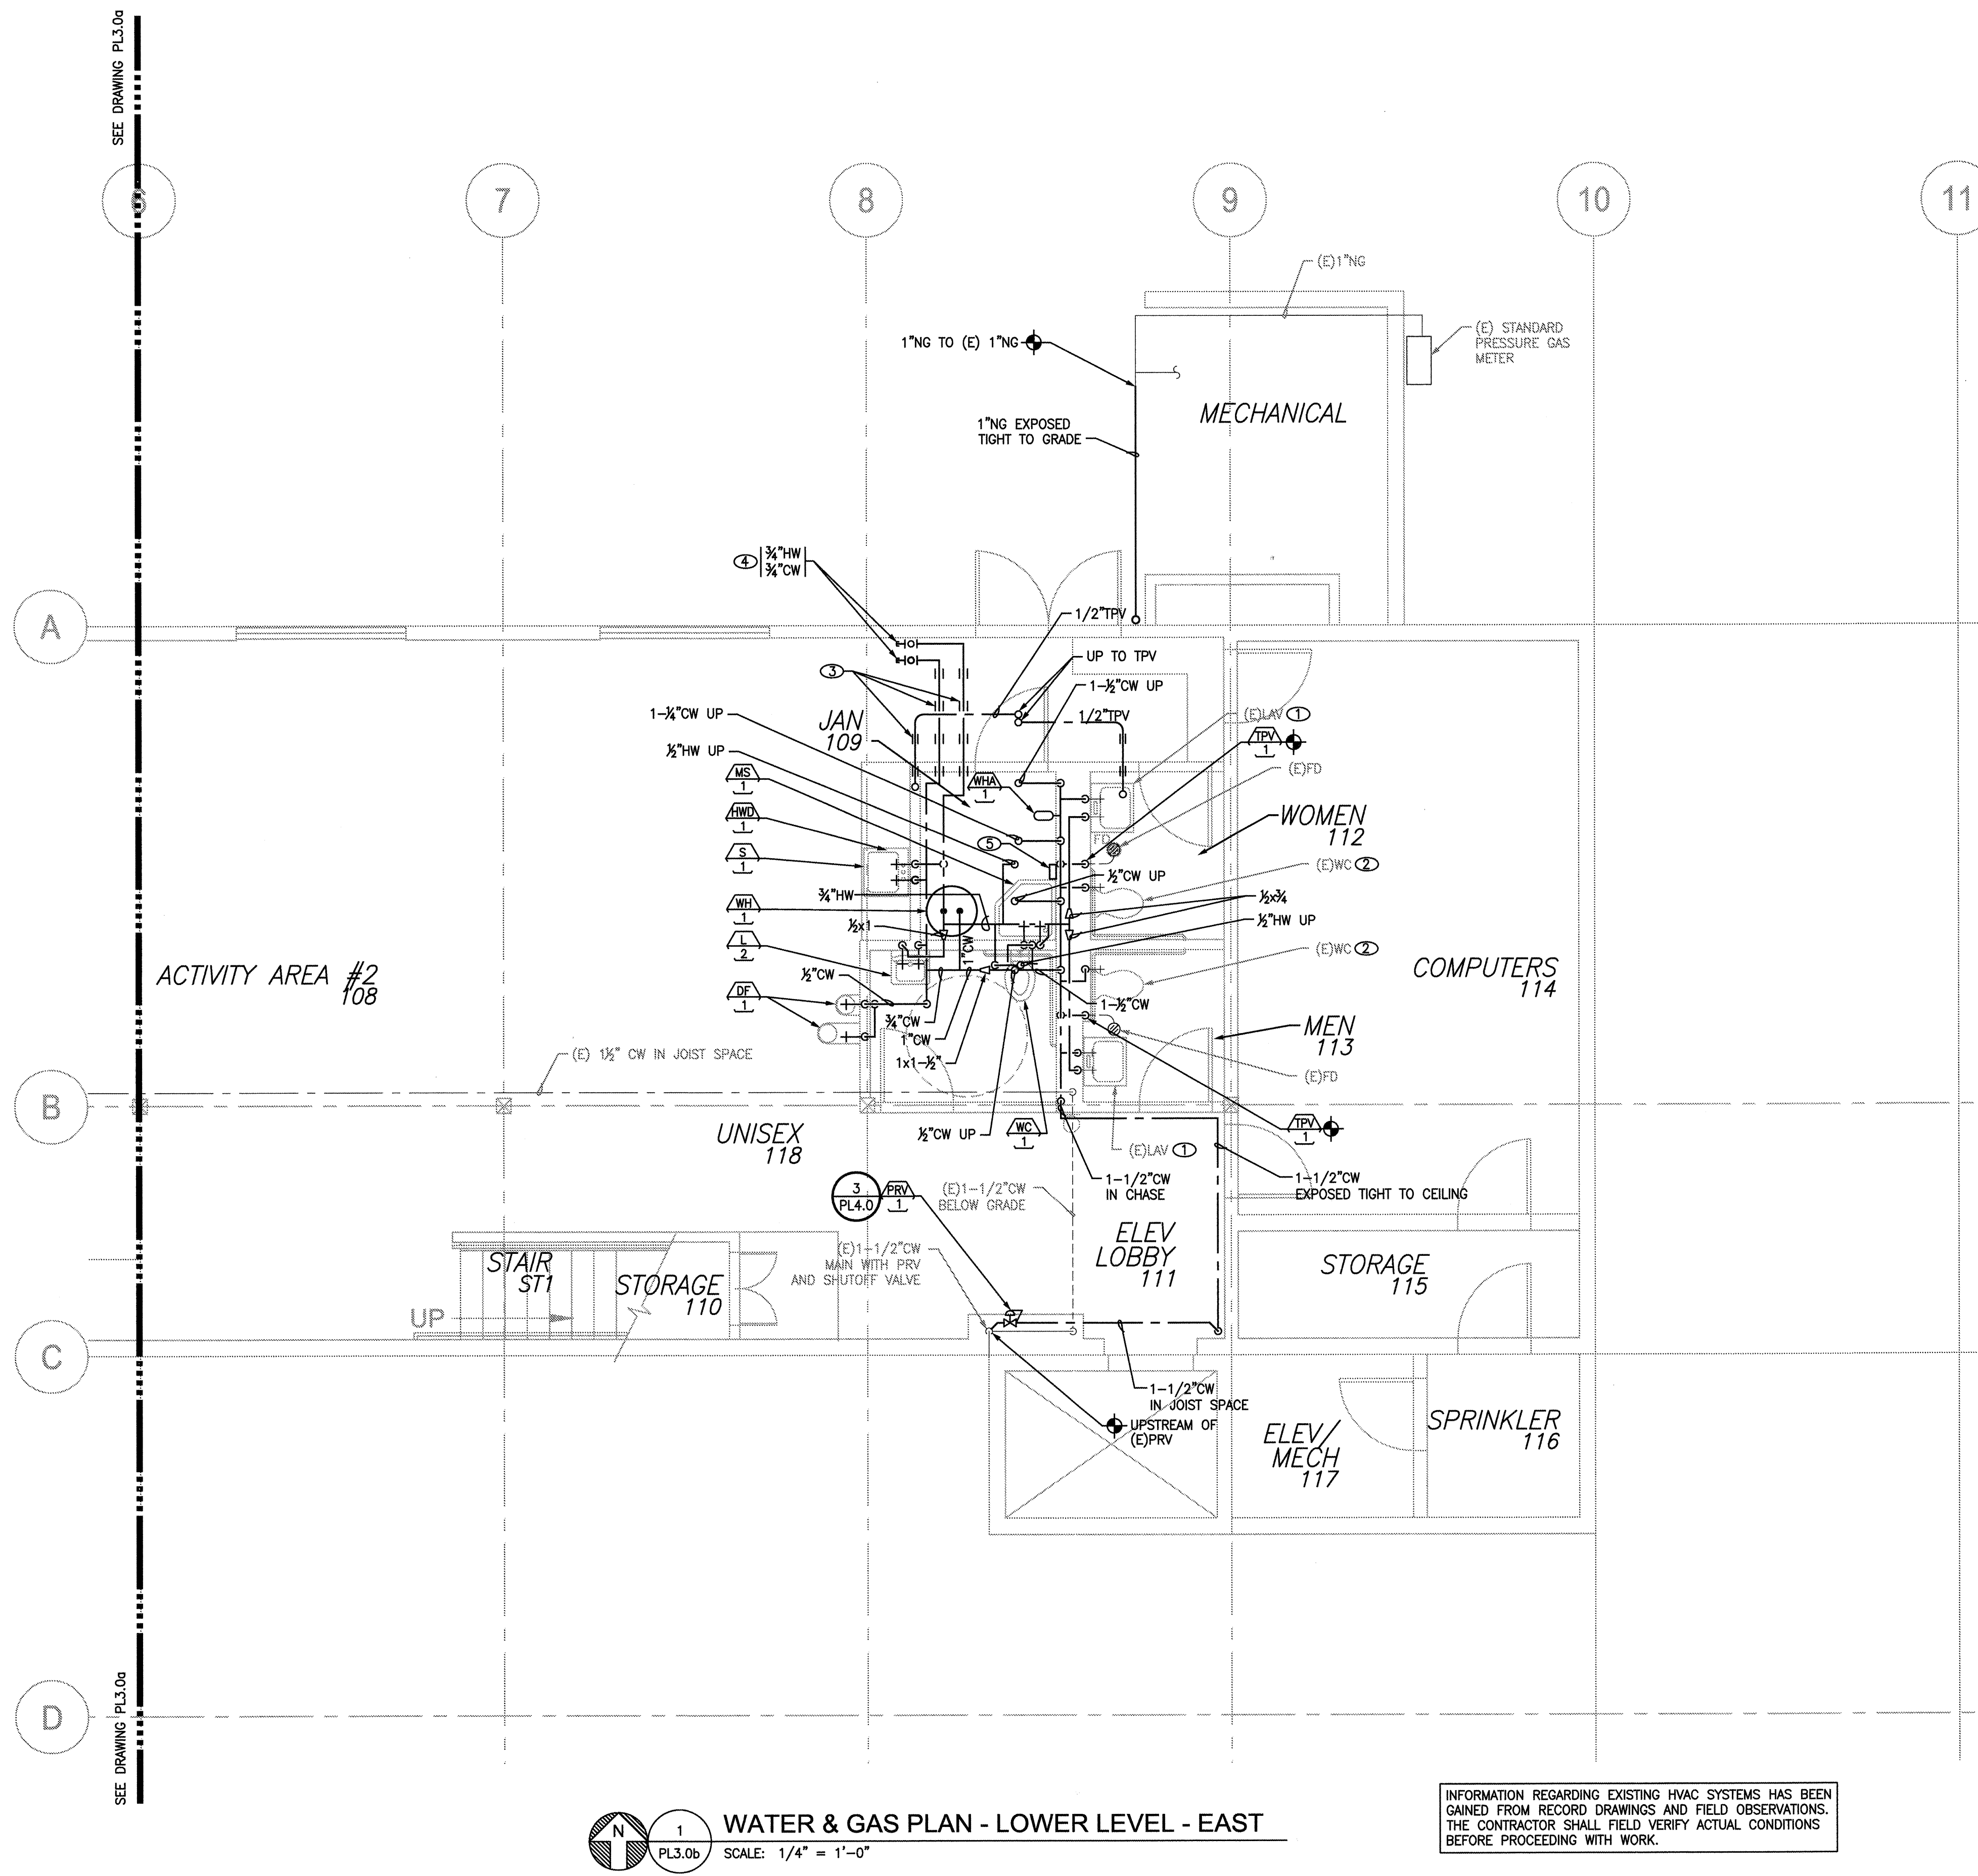 SEE DRAWING PL3.0a
6
7
8
9
10
11
(E)1"NG
(E) STANDARD
PRESSURE GAS
METER
1"NG TO (E) 1"NG
MECHANICAL
1"NG EXPOSED
TIGHT TO GRADE
4
¾"HW
¾"CW
A
1/2"TPV
3
UP TO TPV
1-½"CW UP
1-¼"CW UP
JAN
109
1/2"TPV
(E)LAV 1
½"HW UP
TPV
1
MS
1
WHA
1
(E)FD
HWD
1
WOMEN
112
5
S
1
(E)WC 2
½"CW UP
¾"HW
½x¾
WH
1
½x1
½"HW UP
1"CW
L
2
(E)WC 2
ACTIVITY AREA #2
108
COMPUTERS
114
½"CW
DF
1
1-½"CW
¾"CW
MEN
113
1"CW
(E) 1½" CW IN JOIST SPACE
1x1-½"
(E)FD
B
UNISEX
118
½"CW UP
WC
1
TPV
1
(E)LAV 1
1-1/2"CW
IN CHASE
1-1/2"CW
EXPOSED TIGHT TO CEILING
3
PL4.0
PRV
1
(E)1-1/2"CW
BELOW GRADE
ELEV
LOBBY
111
(E)1-1/2"CW
MAIN WITH PRV
AND SHUTOFF VALVE
STAIR
ST1
STORAGE
110
STORAGE
115
UP
C
1-1/2"CW
IN JOIST SPACE
UPSTREAM OF
(E)PRV
ELEV/
MECH
117
SPRINKLER
116
FD
D
SEE DRAWING PL3.0a
N
1
PL3.0b
WATER & GAS PLAN - LOWER LEVEL - EAST
SCALE: 1/4" = 1'-0"
INFORMATION REGARDING EXISTING HVAC SYSTEMS HAS BEEN
GAINED FROM RECORD DRAWINGS AND FIELD OBSERVATIONS.
THE CONTRACTOR SHALL FIELD VERIFY ACTUAL CONDITIONS
BEFORE PROCEEDING WITH WORK.